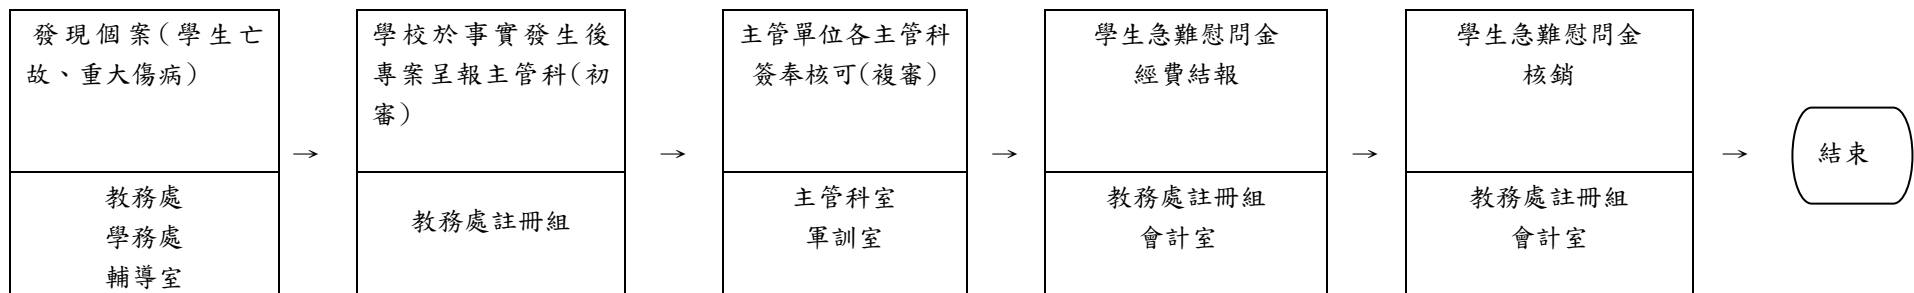 發現個案(學生亡
故、重大傷病)
教務處
學務處
輔導室
→
學校於事實發生後
專案呈報主管科(初
審)
教務處註冊組
→
主管單位各主管科
簽奉核可(複審)
主管科室
軍訓室
→
學生急難慰問金
經費結報
教務處註冊組
會計室
→
學生急難慰問金
核銷
教務處註冊組
會計室
→
結束